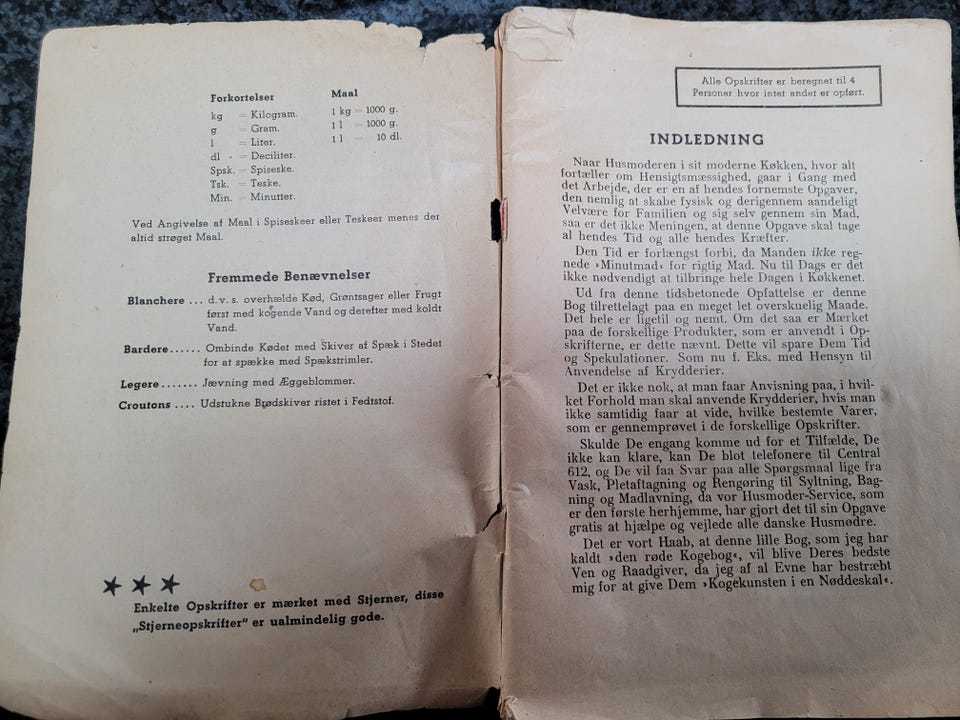 Forkortelser
kg = Kilogram.
g = Gram.
l = Liter.
dl = Deciliter.
Spsk. = Spiseske.
Tsk. = Teske.
Min. = Minutter.
Maal
1 kg = 1000 g.
1 l = 1000 g.
1 l = 10 dl.
Ved Angivelse af Maal i Spiseskeer eller Teskeer menes der
altid strøget Maal.
Fremmede Benævnelser
Blanchere ... d.v.s. overhælde Kød, Grøntsager eller Frugt
først med kogende Vand og derefter med koldt
Vand.
Bardere...... Ombinde Kødet med Skiver af Spæk i Stedet
for at spække med Spækstrimler.
Legere....... Jævning med Æggeblommer.
Croutons .... Udstukne Brødskiver ristet i Fedtstof.
★ ★ ★
Enkelte Opskrifter er mærket med Stjerner, disse
„Stjerneopskrifter" er ualmindelig gode.
Alle Opskrifter er beregnet til 4
Personer hvor intet andet er opført.
INDLEDNING
Naar Husmoderen i sit moderne Køkken, hvor alt
fortæller om Hensigtsmæssighed, gaar i Gang med
det Arbejde, der er en af hendes fornemste Opgaver,
den nemlig at skabe fysisk og derigennem aandeligt
Velvære for Familien og sig selv gennem sin Mad,
saa er det ikke Meningen, at denne Opgave skal tage
al hendes Tid og alle hendes Kræfter.
Den Tid er forlængst forbi, da Manden ikke reg-
nede »Minutmad« for rigtig Mad. Nu til Dags er det
ikke nødvendigt at tilbringe hele Dagen i Køkkenet.
Ud fra denne tidsbetonede Opfattelse er denne
Bog tilrettelagt paa en meget let overskuelig Maade.
Det hele er ligetil og nemt. Om det saa er Mærket
paa de forskellige Produkter, som er anvendt i Op-
skrifterne, er dette nævnt. Dette vil spare Dem Tid
og Spekulationer. Som nu f. Eks. med Hensyn til
Anvendelse af Krydderier.
Det er ikke nok, at man faar Anvisning paa, i hvil-
ket Forhold man skal anvende Krydderier, hvis man
ikke samtidig faar at vide, hvilke bestemte Varer,
som er gennemprøvet i de forskellige Opskrifter.
Skulde De engang komme ud for et Tilfælde, De
ikke kan klare, kan De blot telefonere til Central
612, og De vil faa Svar paa alle Spørgsmaal lige fra
Vask, Pletaftagning og Rengøring til Syltning, Bag-
ning og Madlavning, da vor Husmoder-Service, som
er den første herhjemme, har gjort det til sin Opgave
gratis at hjælpe og vejlede alle danske Husmødre.
Det er vort Haab, at denne lille Bog, som jeg har
kaldt »den røde Kogebog«, vil blive Deres bedste
Ven og Raadgiver, da jeg af al Evne har bestræbt
mig for at give Dem »Kogekunsten i en Nøddeskal«.